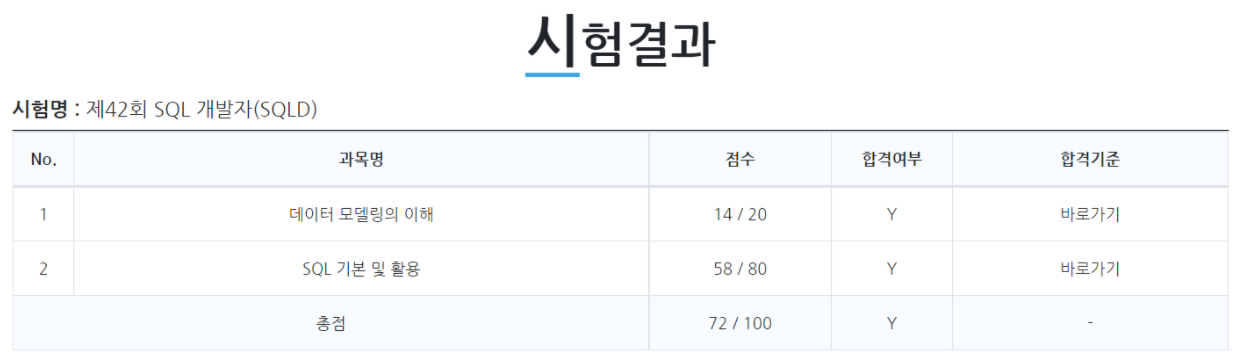 시험결과
시험명 : 제42회 SQL 개발자(SQLD)
No. 과목명 점수 합격여부 합격기준
1 데이터 모델링의 이해 14 / 20 Y 바로가기
2 SQL 기본 및 활용 58 / 80 Y 바로가기
총점 72 / 100 Y -